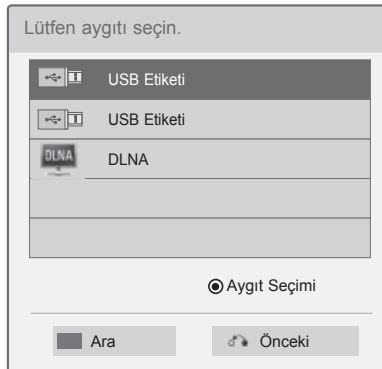 Lütfen aygıtı seçin.
USB Etiketi
USB Etiketi
DLNA DLNA
Aygıt Seçimi
Ara Önceki